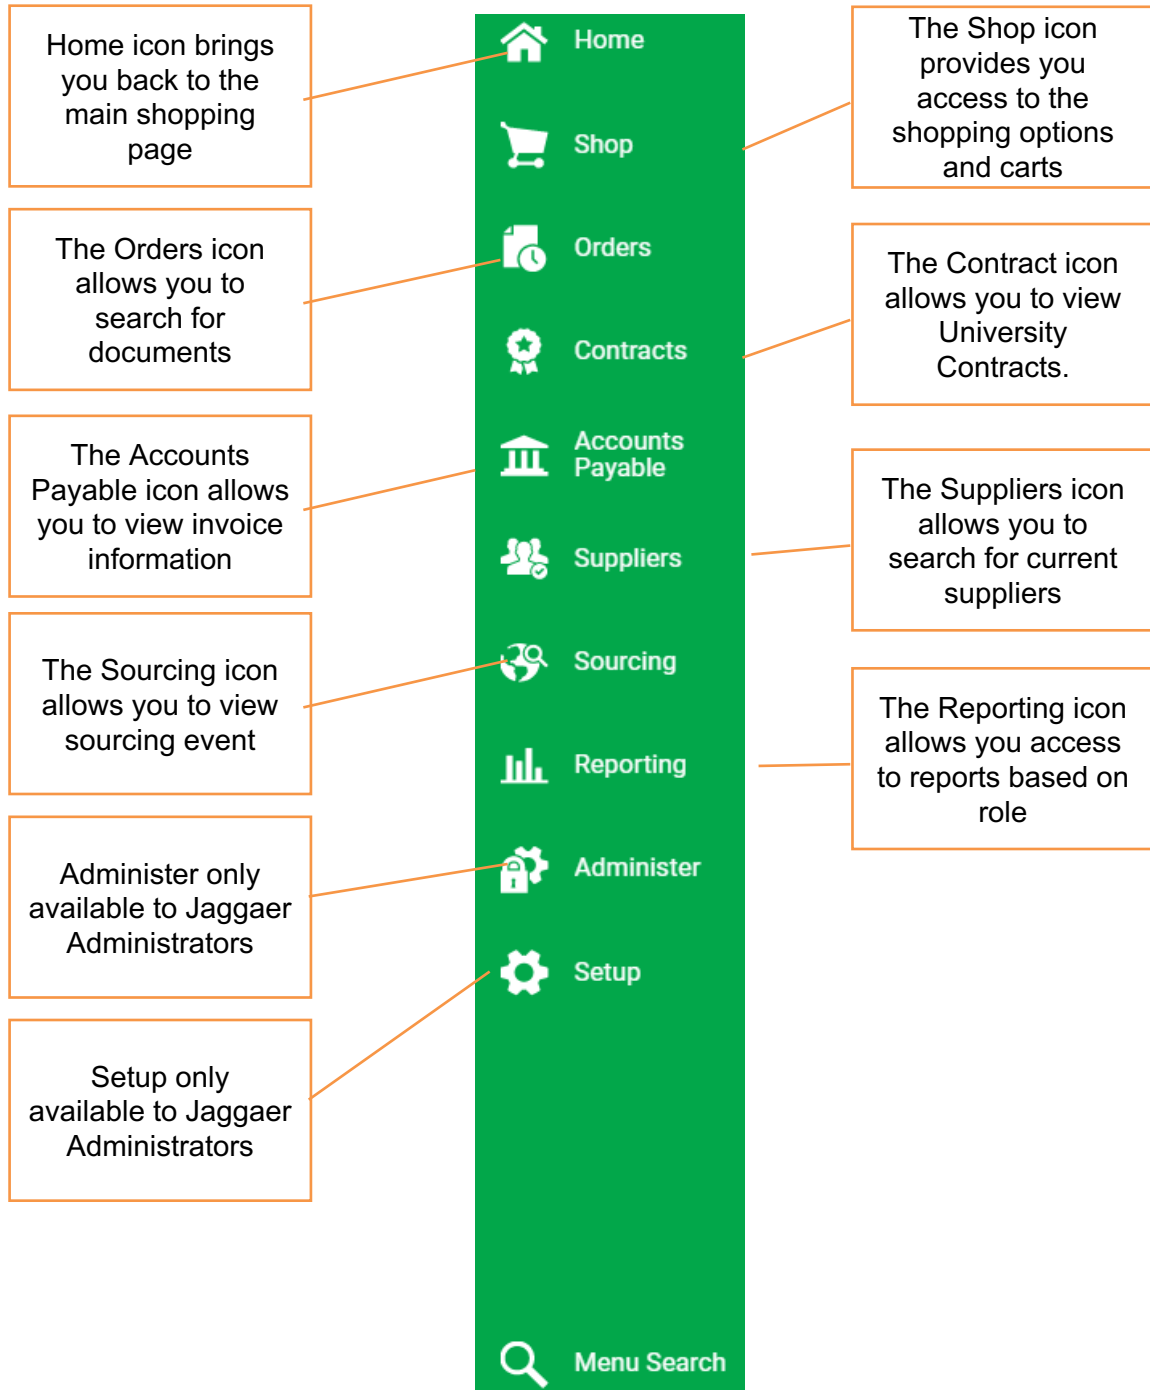 Home icon brings
you back to the
main shopping
page
The Orders icon
allows you to
search for
documents
The Accounts
Payable icon allows
you to view invoice
information
The Sourcing icon
allows you to view
sourcing event
Administer only
available to Jaggaer
Administrators
Setup only
available to Jaggaer
Administrators
Home
Shop
Orders
Contracts
Accounts
Payable
Suppliers
Sourcing
Reporting
Administer
Setup
Menu Search
The Shop icon
provides you
access to the
shopping options
and carts
The Contract icon
allows you to view
University
Contracts.
The Suppliers icon
allows you to
search for current
suppliers
The Reporting icon
allows you access
to reports based on
role